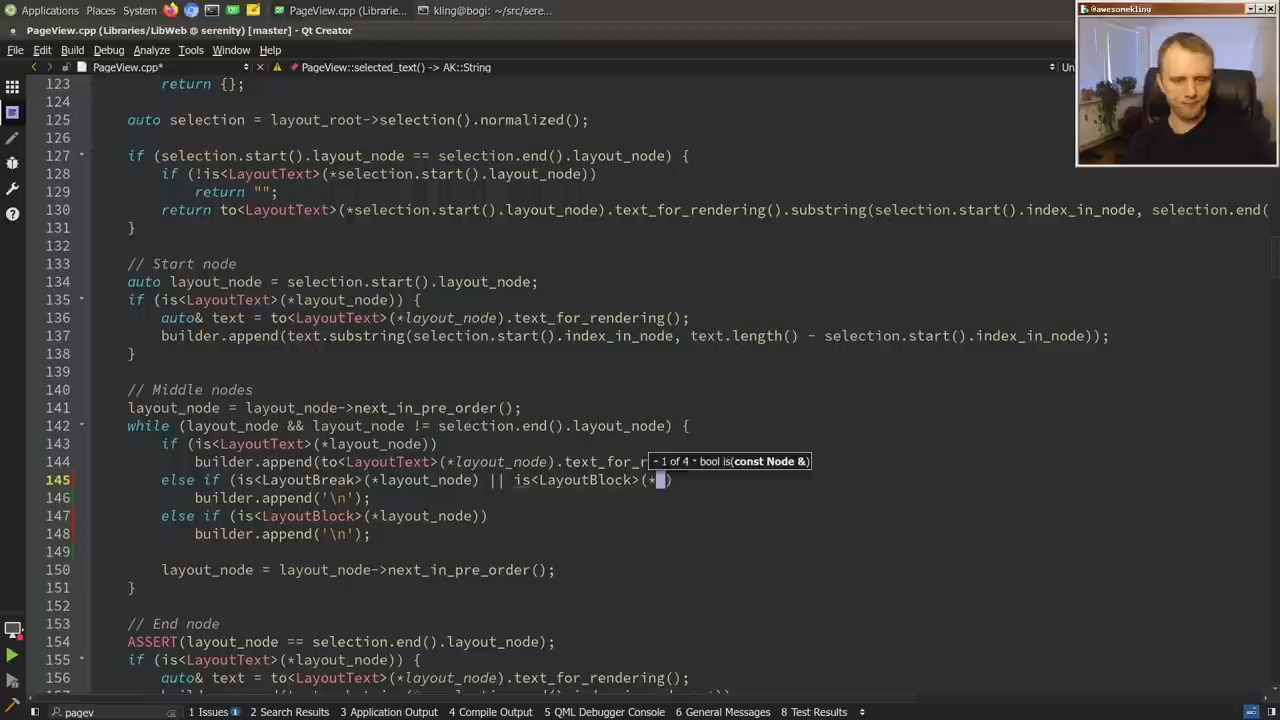 Applications Places System PageView.cpp (Librarie... kling@bogi: ~/src/sere...
@awesomekling
PageView.cpp (Libraries/LibWeb @ serenity) [master] - Qt Creator
File Edit Build Debug Analyze Tools Window Help
PageView.cpp* PageView::selected_text() -> AK::String Un
123 return {};
124
125 auto selection = layout_root->selection().normalized();
126
127 if (selection.start().layout_node == selection.end().layout_node) {
128 if (!is<LayoutText>(*selection.start().layout_node))
129 return "";
130 return to<LayoutText>(*selection.start().layout_node).text_for_rendering().substring(selection.start().index_in_node, selection.end(
131 }
132
133 // Start node
134 auto layout_node = selection.start().layout_node;
135 if (is<LayoutText>(*layout_node)) {
136 auto& text = to<LayoutText>(*layout_node).text_for_rendering();
137 builder.append(text.substring(selection.start().index_in_node, text.length() - selection.start().index_in_node));
138 }
139
140 // Middle nodes
141 layout_node = layout_node->next_in_pre_order();
142 while (layout_node && layout_node != selection.end().layout_node) {
143 if (is<LayoutText>(*layout_node))
144 builder.append(to<LayoutText>(*layout_node).text_for_r
1 of 4 bool is(const Node &)
145 else if (is<LayoutBreak>(*layout_node) || is<LayoutBlock>(*)
146 builder.append('\n');
147 else if (is<LayoutBlock>(*layout_node))
148 builder.append('\n');
149
150 layout_node = layout_node->next_in_pre_order();
151 }
152
153 // End node
154 ASSERT(layout_node == selection.end().layout_node);
155 if (is<LayoutText>(*layout_node)) {
156 auto& text = to<LayoutText>(*layout_node).text_for_rendering();
pagev 1 Issues 1 2 Search Results 3 Application Output 4 Compile Output 5 QML Debugger Console 6 General Messages 8 Test Results